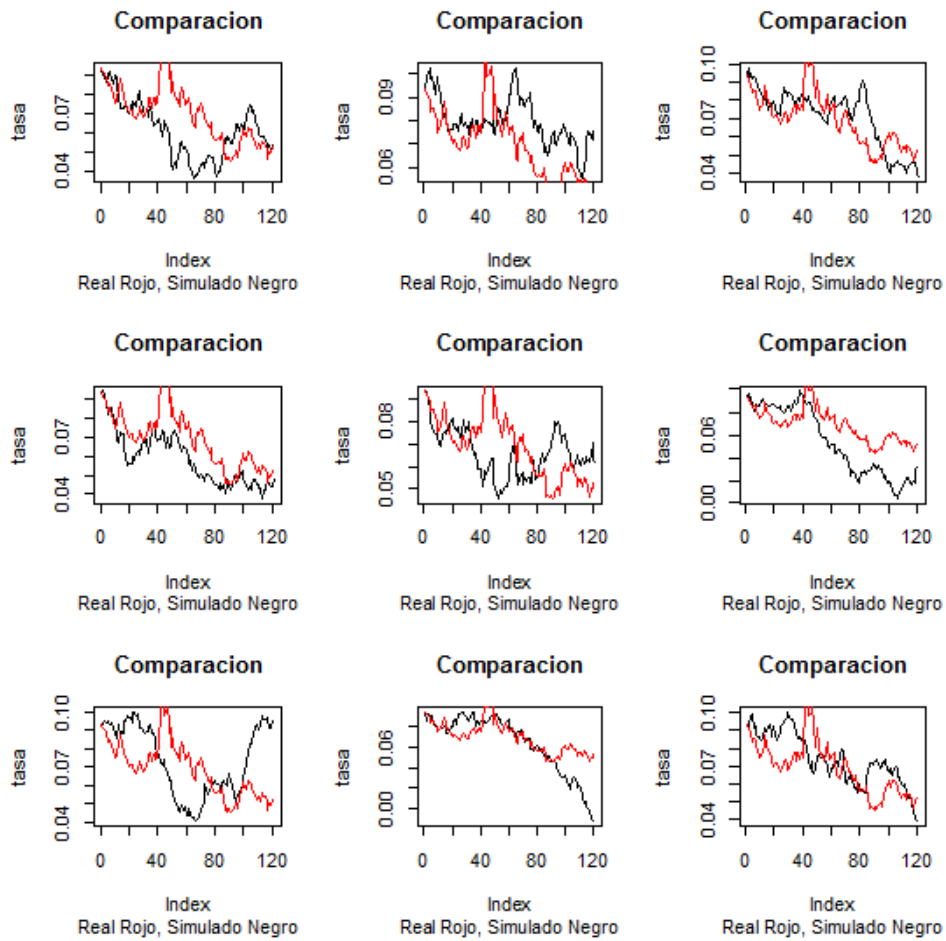 Comparacion
tasa
0.04 0.07
0 40 80 120
Index
Real Rojo, Simulado Negro
Comparacion
tasa
0.06 0.09
0 40 80 120
Index
Real Rojo, Simulado Negro
Comparacion
tasa
0.04 0.07 0.10
0 40 80 120
Index
Real Rojo, Simulado Negro
Comparacion
tasa
0.04 0.07
0 40 80 120
Index
Real Rojo, Simulado Negro
Comparacion
tasa
0.05 0.08
0 40 80 120
Index
Real Rojo, Simulado Negro
Comparacion
tasa
0.00 0.06
0 40 80 120
Index
Real Rojo, Simulado Negro
Comparacion
tasa
0.04 0.07 0.10
0 40 80 120
Index
Real Rojo, Simulado Negro
Comparacion
tasa
0.00 0.06
0 40 80 120
Index
Real Rojo, Simulado Negro
Comparacion
tasa
0.04 0.07 0.10
0 40 80 120
Index
Real Rojo, Simulado Negro